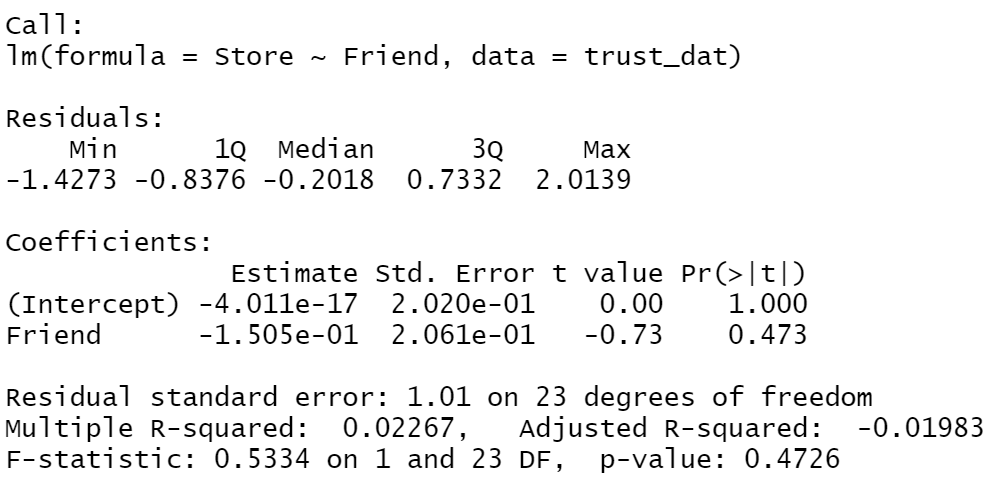 Call:
lm(formula = Store ~ Friend, data = trust_dat)
Residuals:
Min 1Q Median 3Q Max
-1.4273 -0.8376 -0.2018 0.7332 2.0139
Coefficients:
Estimate Std. Error t value Pr(>|t|)
(Intercept) -4.011e-17 2.020e-01 0.00 1.000
Friend -1.505e-01 2.061e-01 -0.73 0.473
Residual standard error: 1.01 on 23 degrees of freedom
Multiple R-squared: 0.02267, Adjusted R-squared: -0.01983
F-statistic: 0.5334 on 1 and 23 DF, p-value: 0.4726